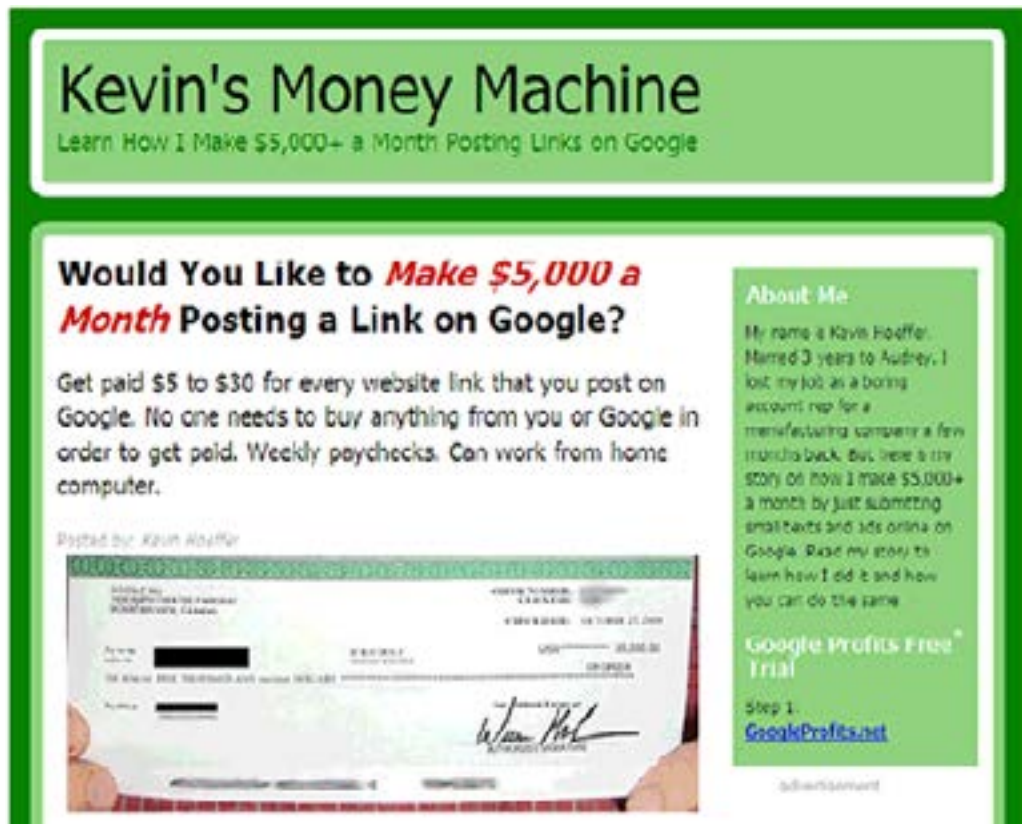 Kevin's Money Machine
Learn How I Make $5,000+ a Month Posting Links on Google
Would You Like to Make $5,000 a
Month Posting a Link on Google?
Get paid $5 to $30 for every website link that you post on
Google. No one needs to buy anything from you or Google in
order to get paid. Weekly paychecks. Can work from home
computer.
Posted by: Kevin Hoeffer
About Me
My name is Kevin Hoeffer.
Married 3 years to Audrey. I
lost my job as a boring
account rep for a
manufacturing company a few
months back. But here is my
story on how I make $5,000+
a month by just submitting
small texts and ads online on
Google. Read my story to
learn how I did it and how
you can do the same
Google Profits Free*
Trial
Step 1:
GoogleProfits.net
advertisement